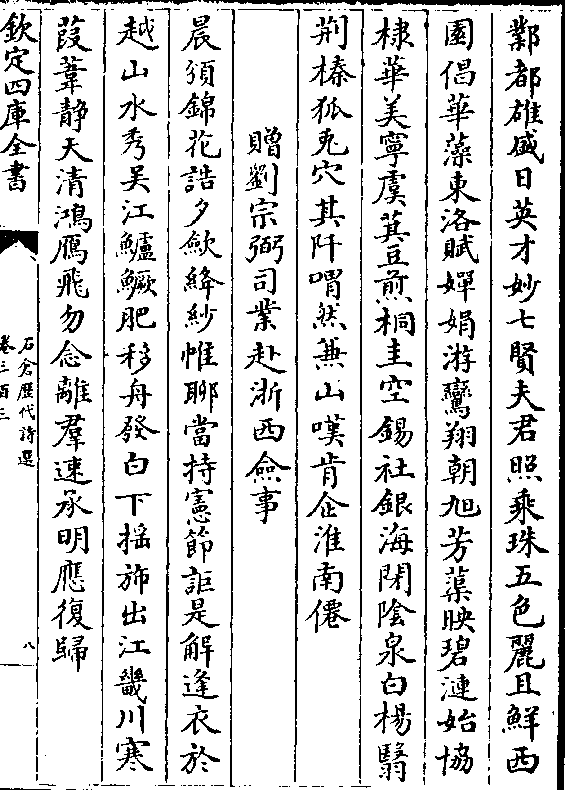 鄴都雄盛日英才妙七賢夫君照乘珠五色麗且鮮西
園倡華藻東洛賦嬋娟游鸞翔朝旭芳蕖映碧漣始協
棣華美寧虞萁豆煎桐圭空錫社銀海閉隂泉白楊翳
荆榛狐兎穴其阡喟然蒹山嘆肯企淮南僊
贈劉宗弼司業赴浙西僉事
晨頒錦花誥夕歛絳紗帷聊當持憲節詎是解逢衣於
越山水秀吴江鱸鱖肥移舟發白下揺斾出江畿川寒
葭葦静天清鴻鴈飛勿念離羣速承明應復歸
欽定四庫全書
石倉歷代詩選
卷三百三
八